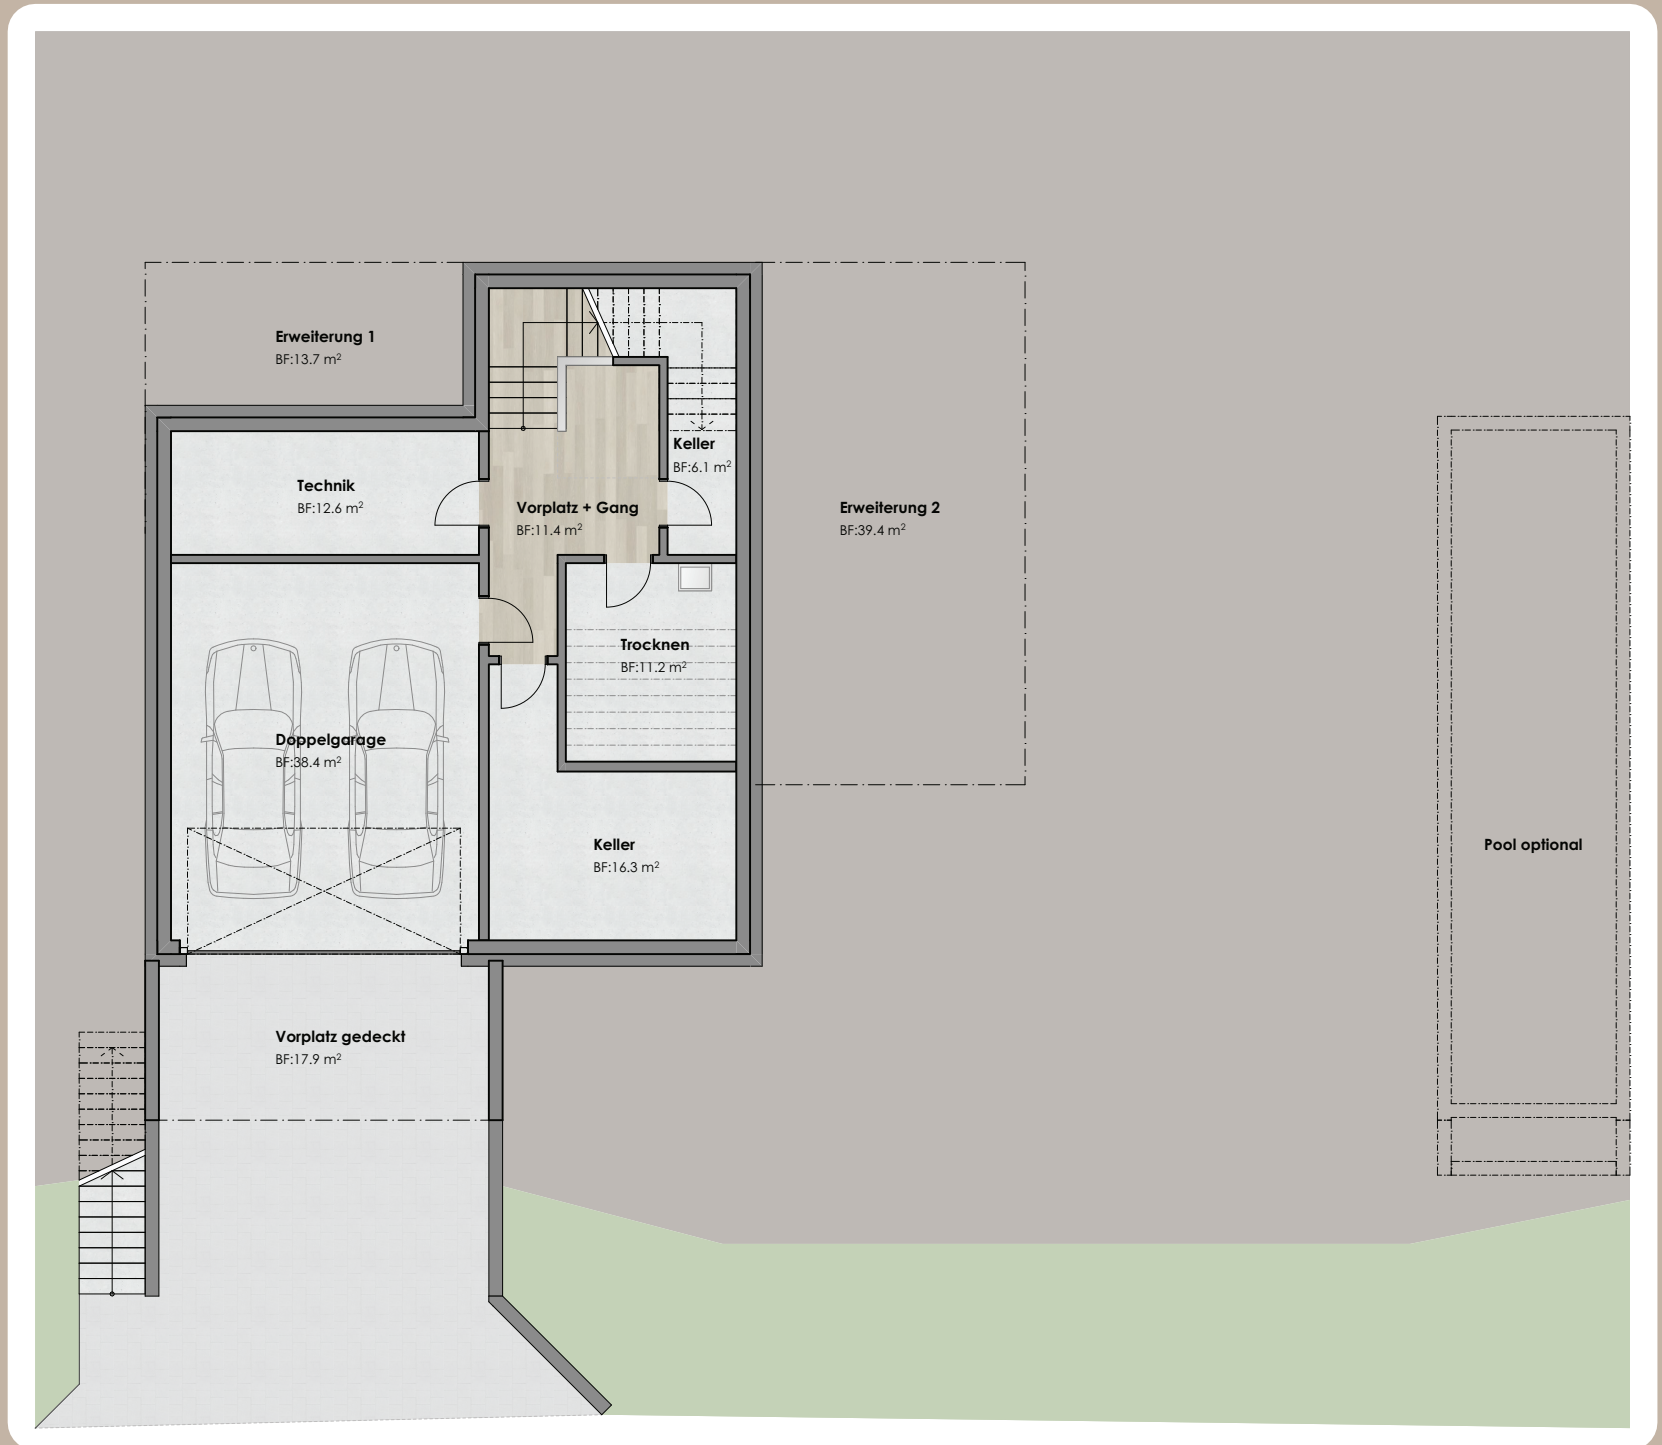 Erweiterung 1
BF:13.7 m²
Keller
BF:6.1 m²
Technik
BF:12.6 m²
Vorplatz + Gang
BF:11.4 m²
Erweiterung 2
BF:39.4 m²
Trocknen
BF:11.2 m²
Doppelgarage
BF:38.4 m²
Keller
BF:16.3 m²
Pool optional
Vorplatz gedeckt
BF:17.9 m²